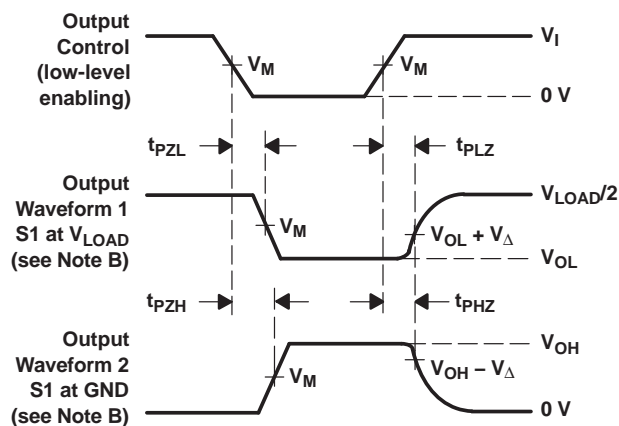 Output
Control
(low-level
enabling)
V_M
V_M
V_I
0 V
t_PZL
t_PLZ
Output
Waveform 1
S1 at V_LOAD
(see Note B)
V_M
V_LOAD/2
V_OL + V_Δ
V_OL
t_PZH
t_PHZ
Output
Waveform 2
S1 at GND
(see Note B)
V_M
V_OH
V_OH – V_Δ
0 V